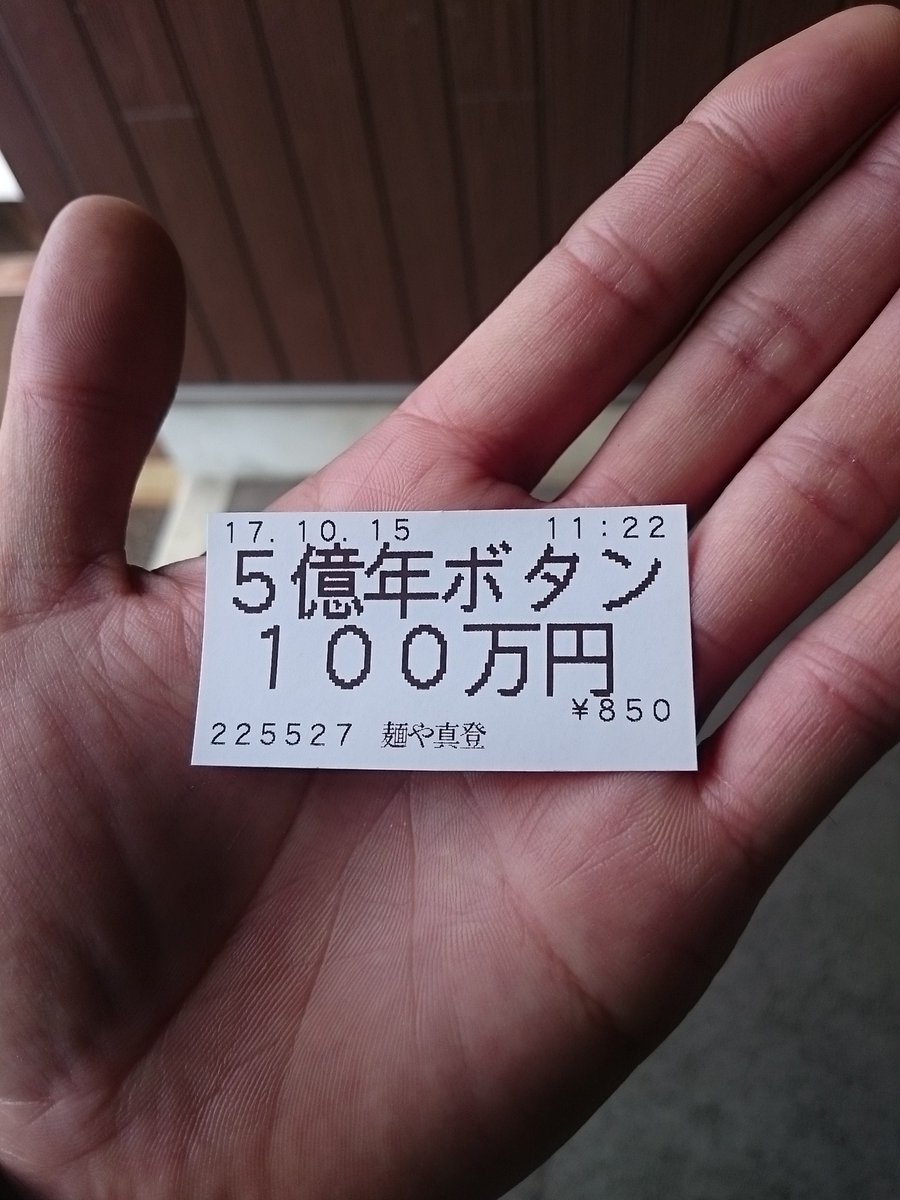 17.10.15 11:22
５億年ボタン
１００万円
¥850
225527 麺や真登